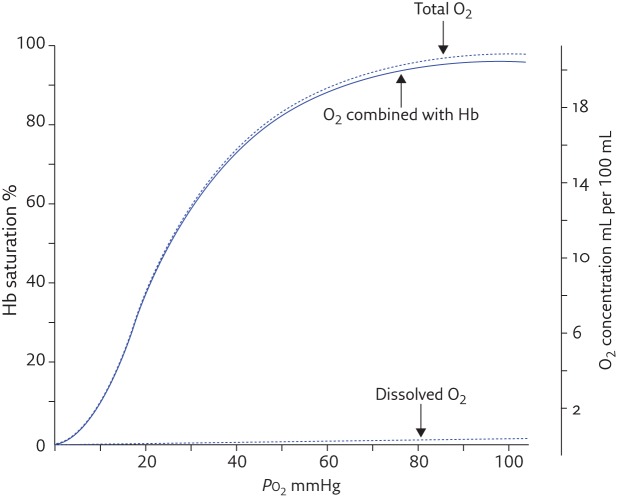 Total O₂
100
80
60
40
20
0
Hb saturation %
O₂ combined with Hb
18
14
10
6
2
O₂ concentration mL per 100 mL
Dissolved O₂
20 40 60 80 100
PO₂ mmHg